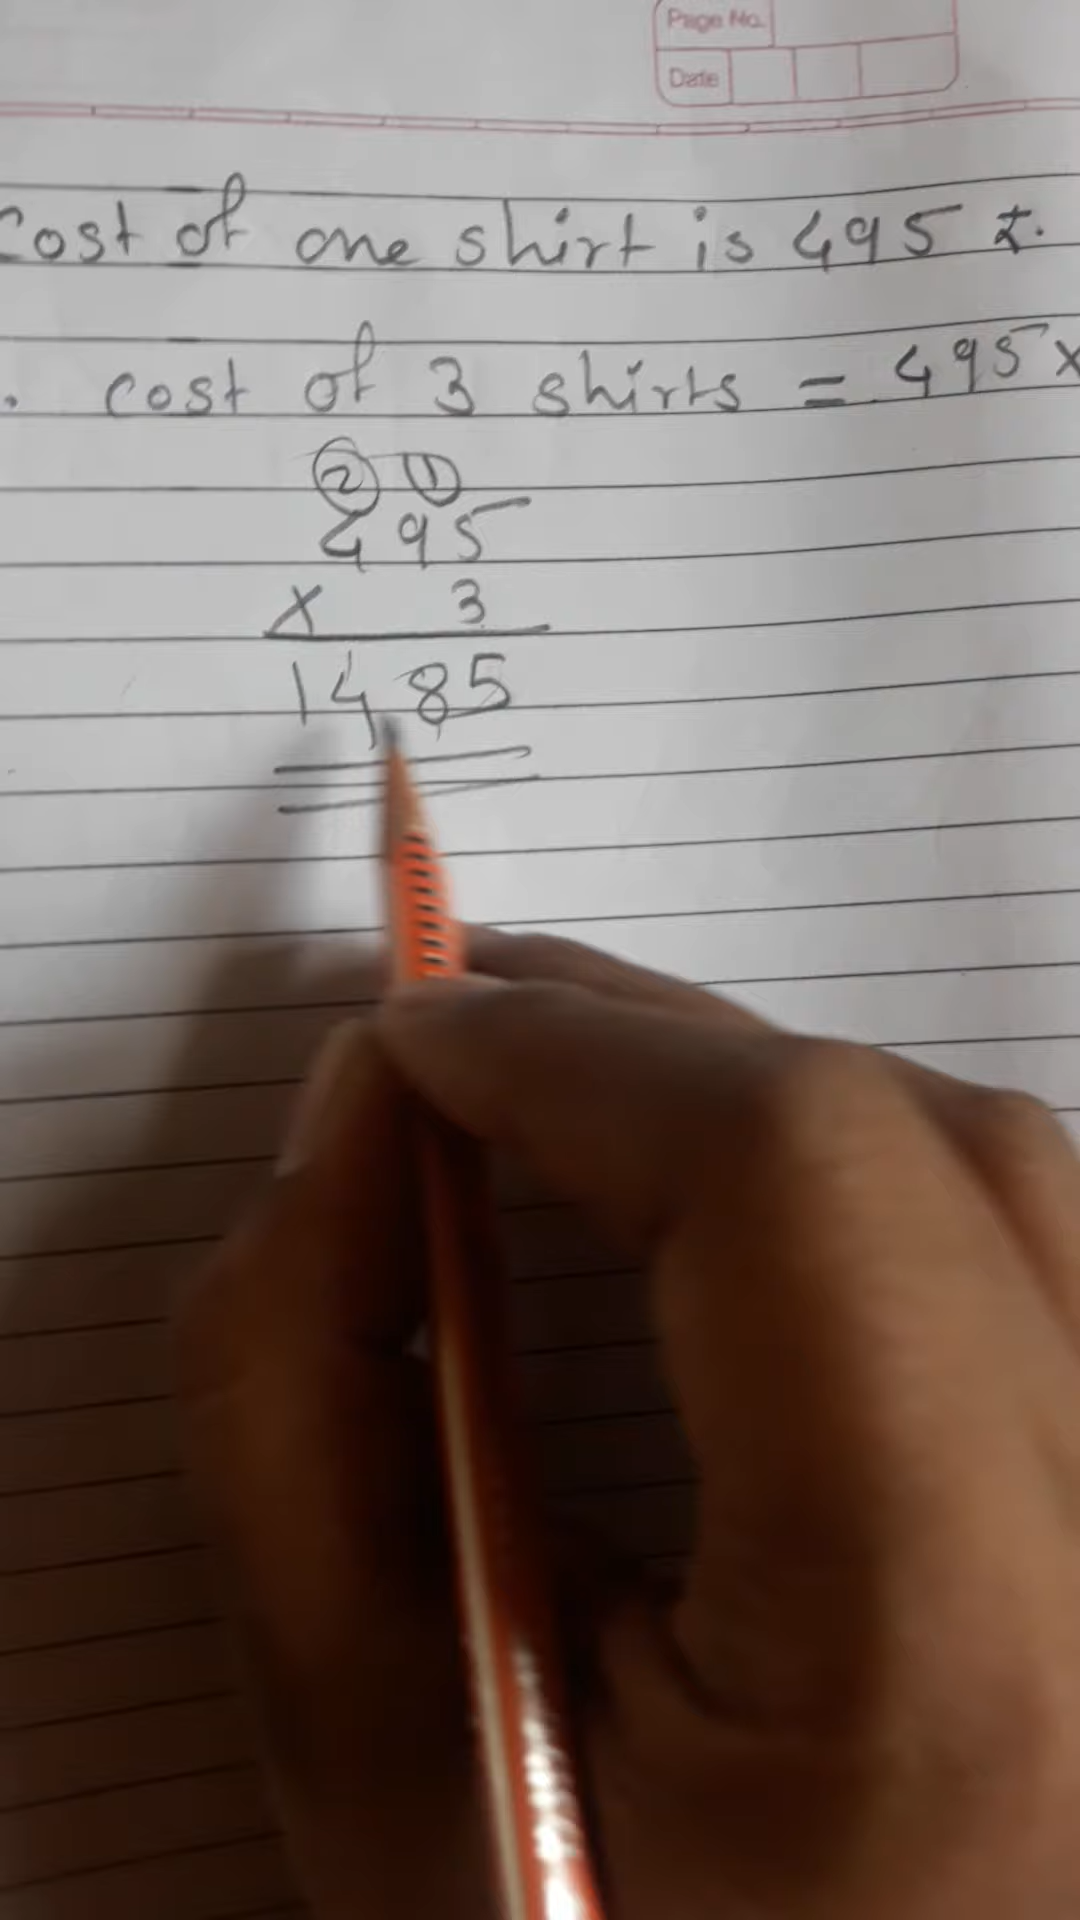 Page No.
Date
Cost of one shirt is 495 ₹.
. cost of 3 shirts = 495 x
2 1
495
x 3
1485